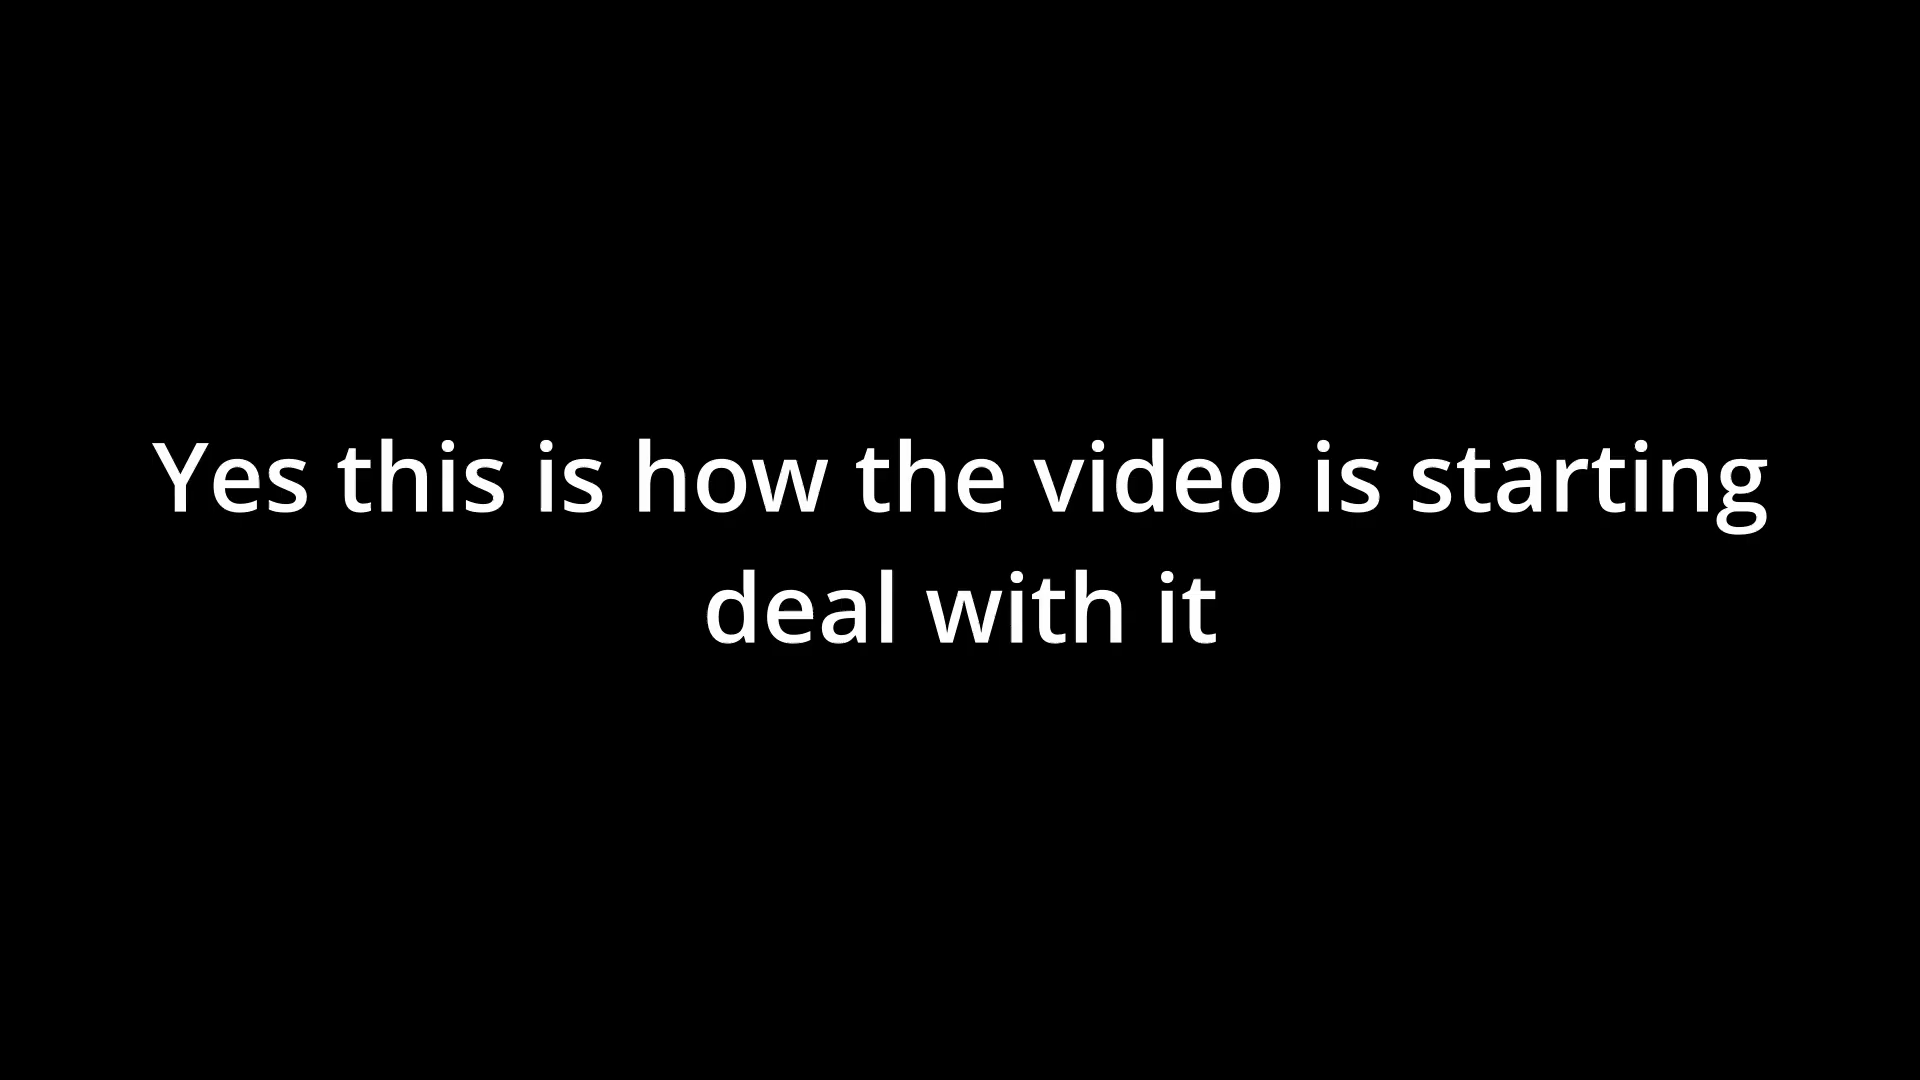 Yes this is how the video is starting
deal with it